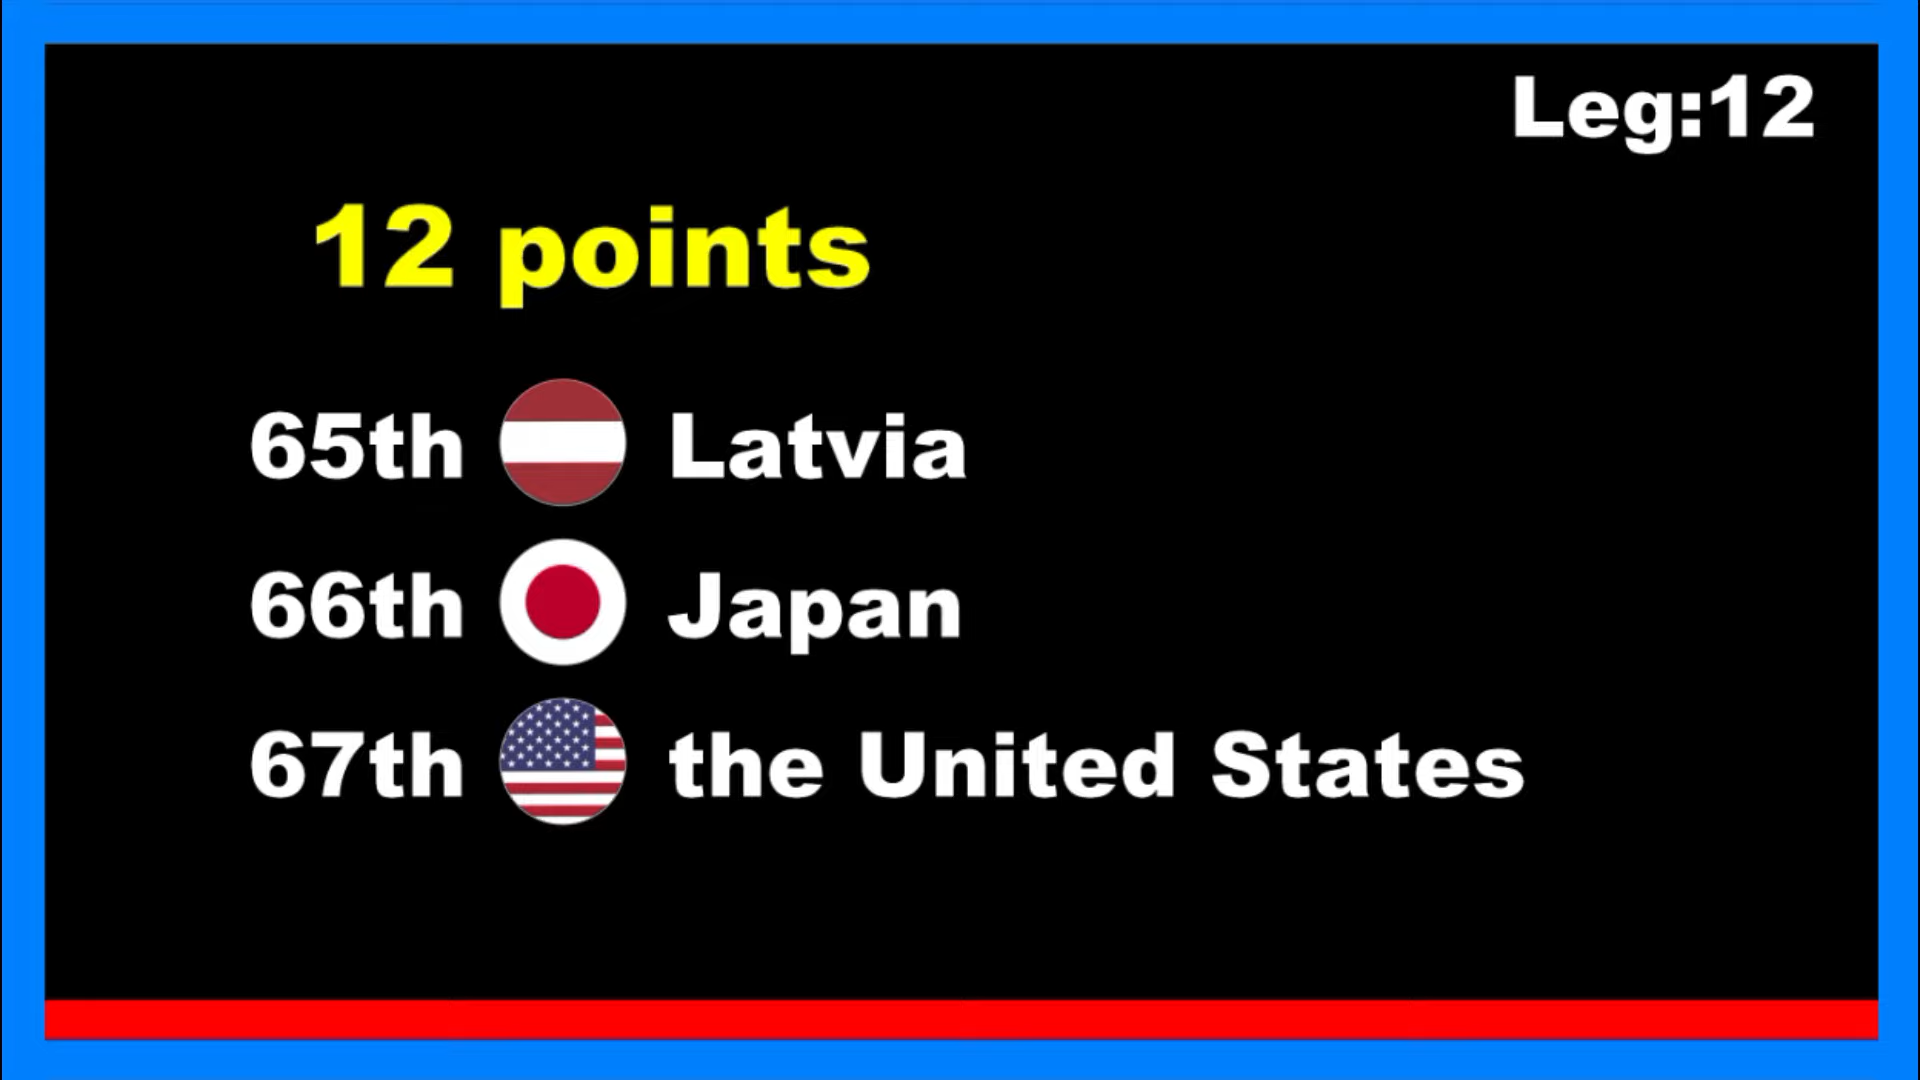 Leg:12
12 points
65th Latvia
66th Japan
67th the United States